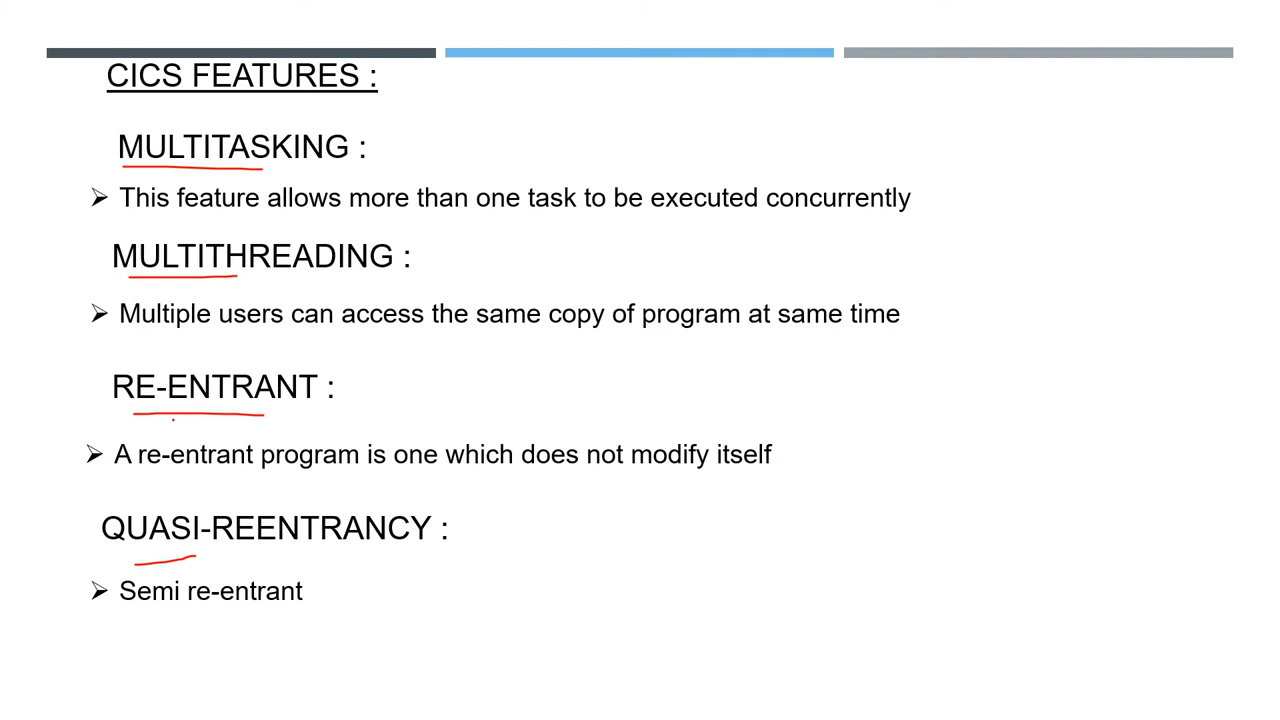 CICS FEATURES :
MULTITASKING :
➢ This feature allows more than one task to be executed concurrently
MULTITHREADING :
➢ Multiple users can access the same copy of program at same time
RE-ENTRANT :
➢ A re-entrant program is one which does not modify itself
QUASI-REENTRANCY :
➢ Semi re-entrant